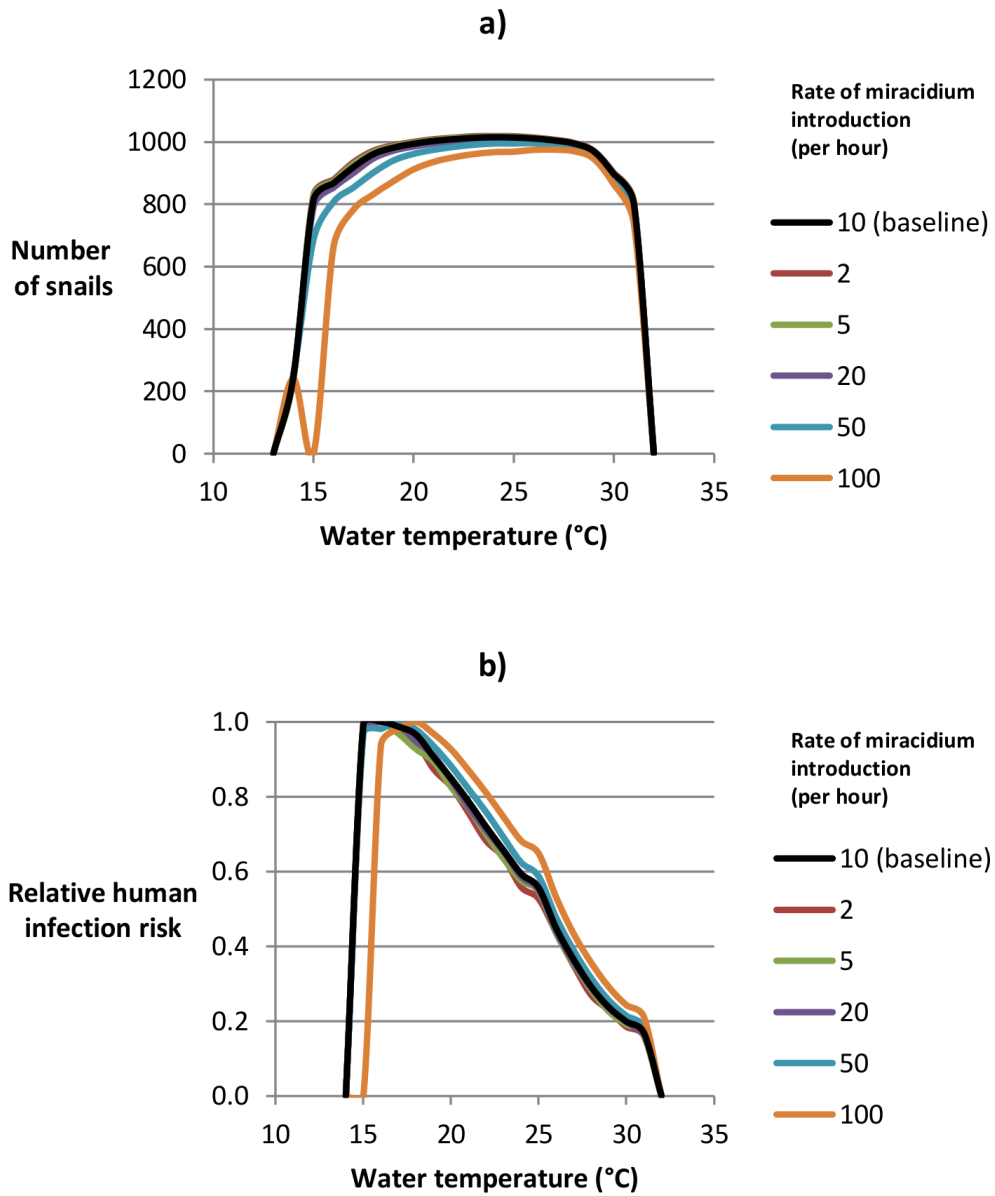 a)
1200
1000
800
600
400
200
0
10 15 20 25 30 35
Number
of snails
Water temperature (°C)
Rate of miracidium
introduction
(per hour)
10 (baseline)
2
5
20
50
100
b)
1.0
0.8
0.6
0.4
0.2
0.0
10 15 20 25 30 35
Relative human
infection risk
Water temperature (°C)
Rate of miracidium
introduction
(per hour)
10 (baseline)
2
5
20
50
100